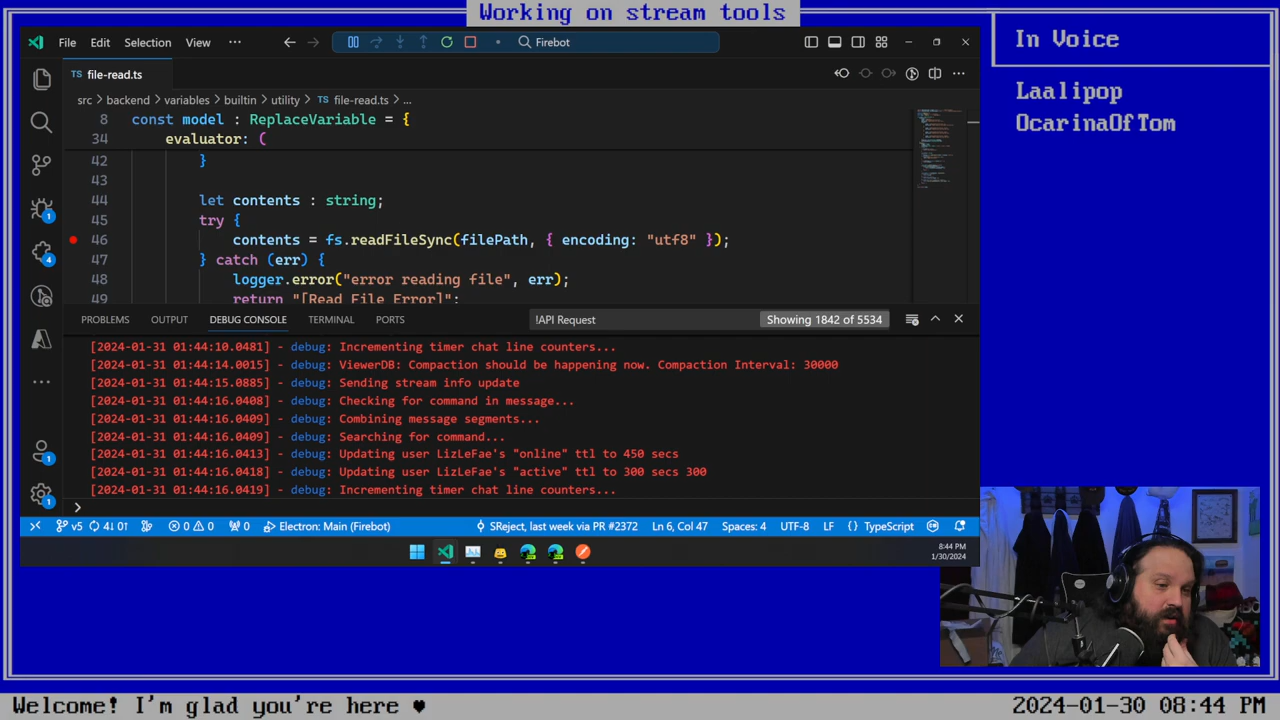 Working on stream tools
File Edit Selection View ··· Firebot
TS file-read.ts
src > backend > variables > builtin > utility > TS file-read.ts > ...
8 const model : ReplaceVariable = {
34 evaluator: (
42 }
43
44 let contents : string;
45 try {
46 contents = fs.readFileSync(filePath, { encoding: "utf8" });
47 } catch (err) {
48 logger.error("error reading file", err);
49 return "[Read File Error]";
PROBLEMS OUTPUT DEBUG CONSOLE TERMINAL PORTS !API Request Showing 1842 of 5534
[2024-01-31 01:44:10.0481] - debug: Incrementing timer chat line counters...
[2024-01-31 01:44:14.0015] - debug: ViewerDB: Compaction should be happening now. Compaction Interval: 30000
[2024-01-31 01:44:15.0885] - debug: Sending stream info update
[2024-01-31 01:44:16.0408] - debug: Checking for command in message...
[2024-01-31 01:44:16.0409] - debug: Combining message segments...
[2024-01-31 01:44:16.0409] - debug: Searching for command...
[2024-01-31 01:44:16.0413] - debug: Updating user LizLeFae's "online" ttl to 450 secs
[2024-01-31 01:44:16.0418] - debug: Updating user LizLeFae's "active" ttl to 300 secs 300
[2024-01-31 01:44:16.0419] - debug: Incrementing timer chat line counters...
>
1
4
1
1
v5 4↓ 0↑ 0 0 0 Electron: Main (Firebot) SReject, last week via PR #2372 Ln 6, Col 47 Spaces: 4 UTF-8 LF {} TypeScript
8:44 PM
1/30/2024
In Voice
Laalipop
OcarinaOfTom
Welcome! I'm glad you're here ♥
2024-01-30 08:44 PM